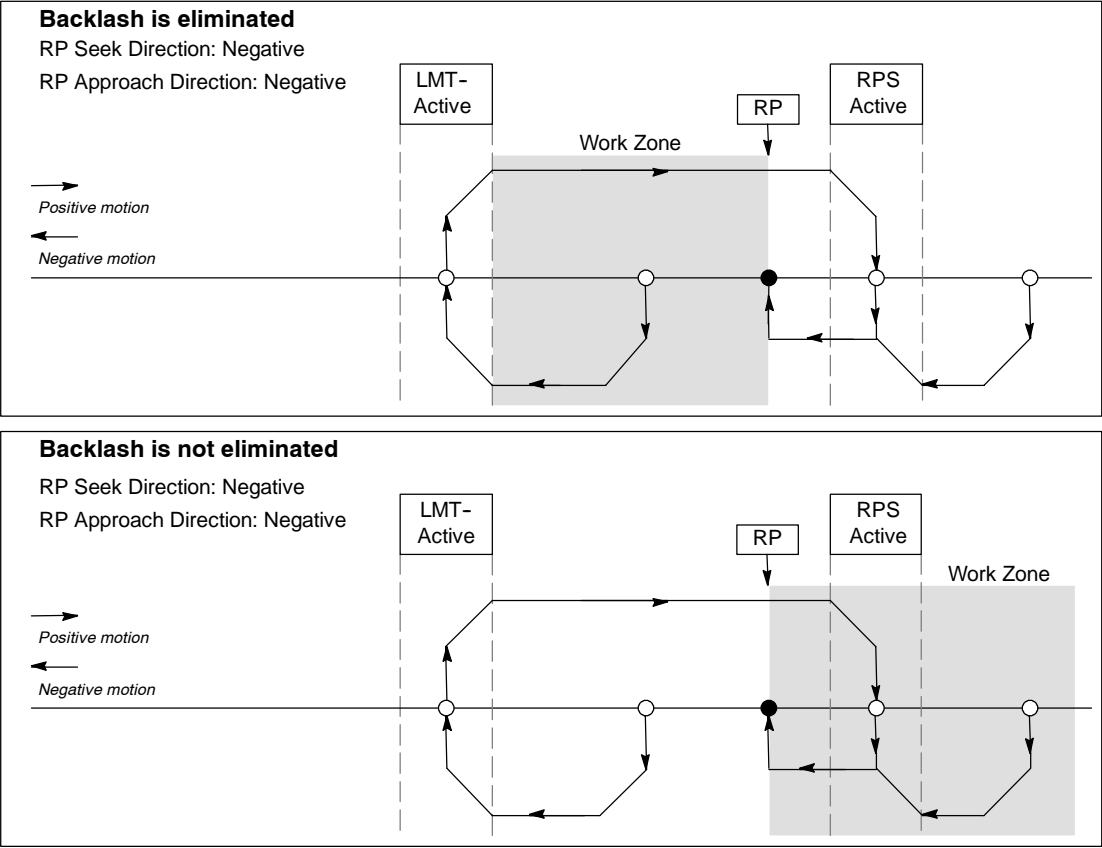 Backlash is eliminated
RP Seek Direction: Negative
RP Approach Direction: Negative
LMT-
Active
RP
RPS
Active
Work Zone
Positive motion
Negative motion
Backlash is not eliminated
RP Seek Direction: Negative
RP Approach Direction: Negative
LMT-
Active
RP
RPS
Active
Work Zone
Positive motion
Negative motion